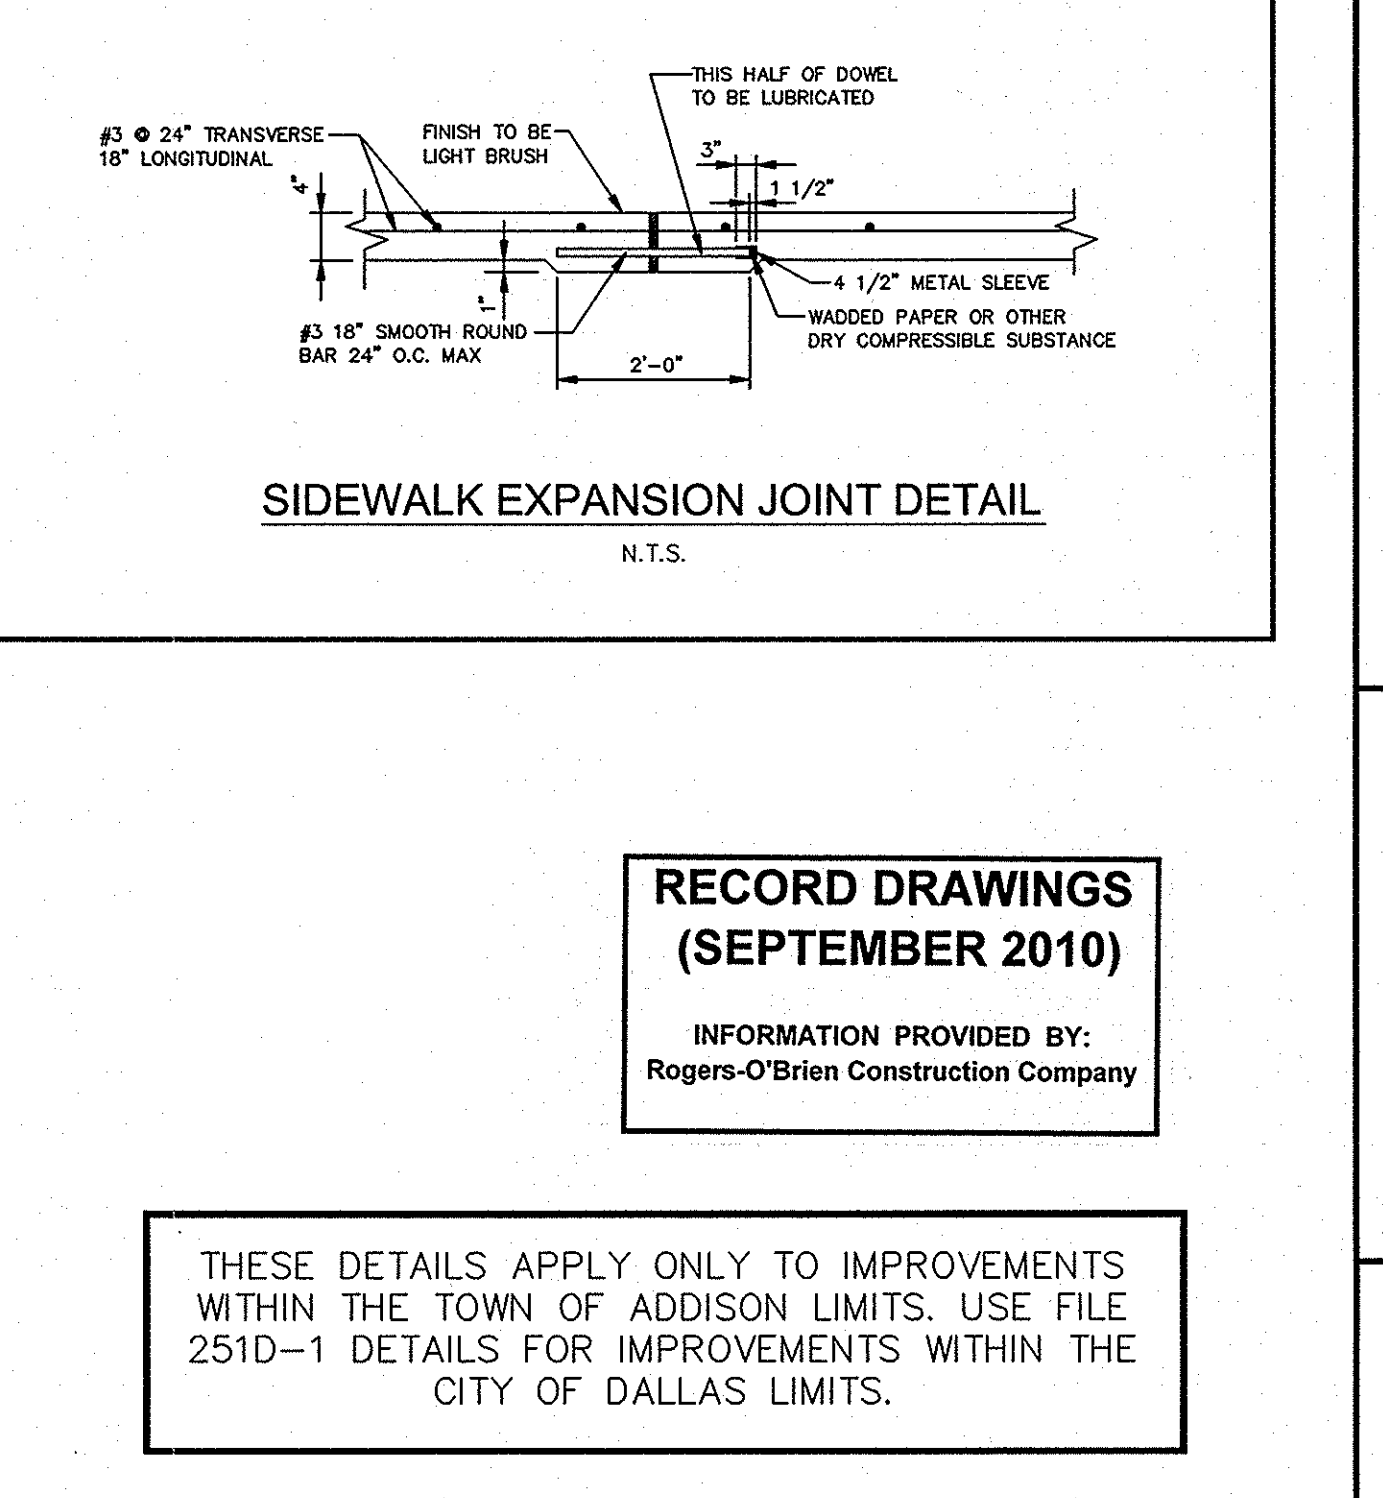 THIS HALF OF DOWEL
TO BE LUBRICATED
#3 @ 24" TRANSVERSE
18" LONGITUDINAL
FINISH TO BE
LIGHT BRUSH
3"
1 1/2"
4"
1"
4 1/2" METAL SLEEVE
WADDED PAPER OR OTHER
DRY COMPRESSIBLE SUBSTANCE
#3 18" SMOOTH ROUND
BAR 24" O.C. MAX
2'-0"
SIDEWALK EXPANSION JOINT DETAIL
N.T.S.
RECORD DRAWINGS
(SEPTEMBER 2010)
INFORMATION PROVIDED BY:
Rogers-O'Brien Construction Company
THESE DETAILS APPLY ONLY TO IMPROVEMENTS
WITHIN THE TOWN OF ADDISON LIMITS. USE FILE
251D-1 DETAILS FOR IMPROVEMENTS WITHIN THE
CITY OF DALLAS LIMITS.